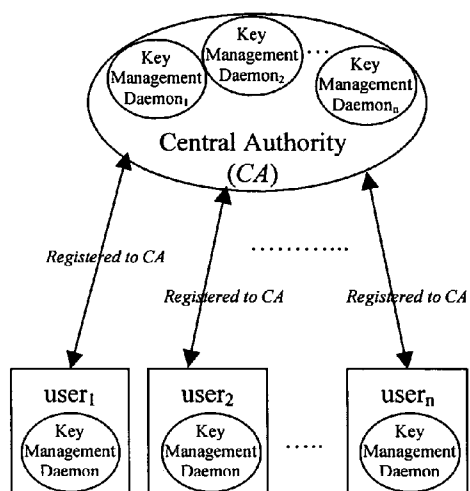 Key
Management
Daemon₁
Key
Management
Daemon₂
.....
Key
Management
Daemonₙ
Central Authority
(CA)
.............
Registered to CA
Registered to CA
Registered to CA
user₁
Key
Management
Daemon
user₂
Key
Management
Daemon
.....
userₙ
Key
Management
Daemon